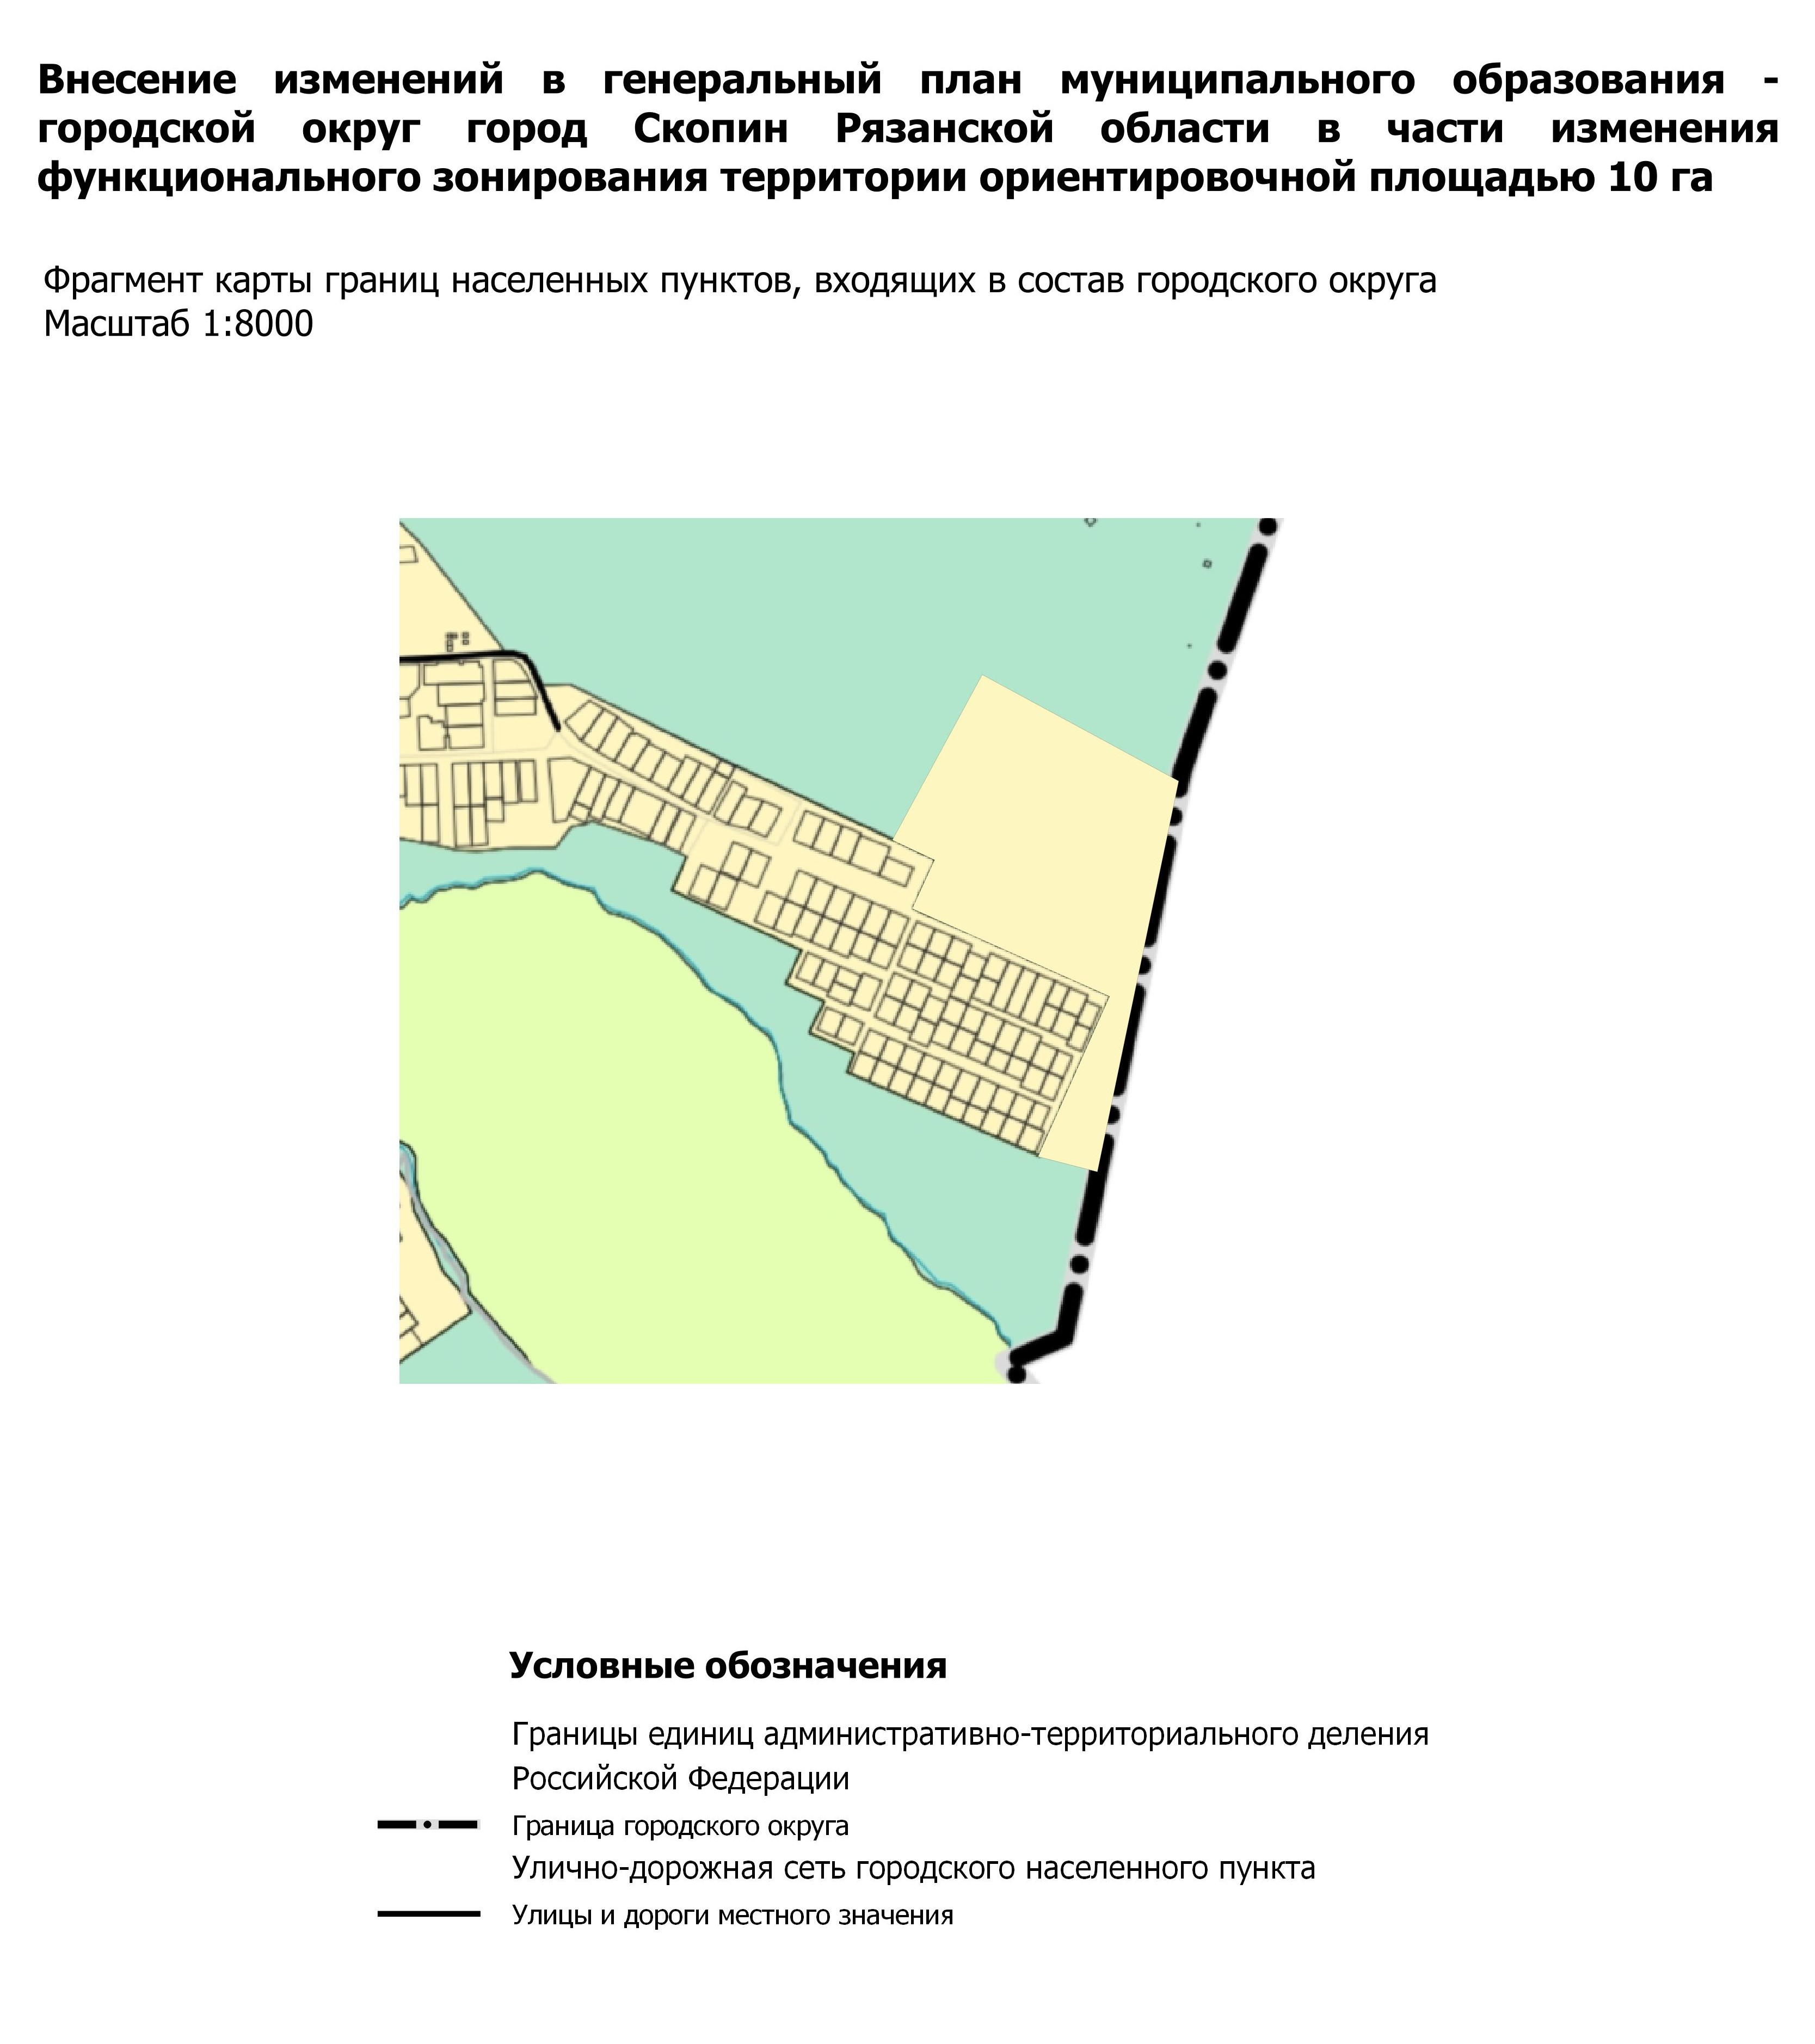 Внесение изменений в генеральный план муниципального образования -
городской округ город Скопин Рязанской области в части изменения
функционального зонирования территории ориентировочной площадью 10 га
Фрагмент карты границ населенных пунктов, входящих в состав городского округа
Масштаб 1:8000
Условные обозначения
Границы единиц административно-территориального деления
Российской Федерации
Граница городского округа
Улично-дорожная сеть городского населенного пункта
Улицы и дороги местного значения